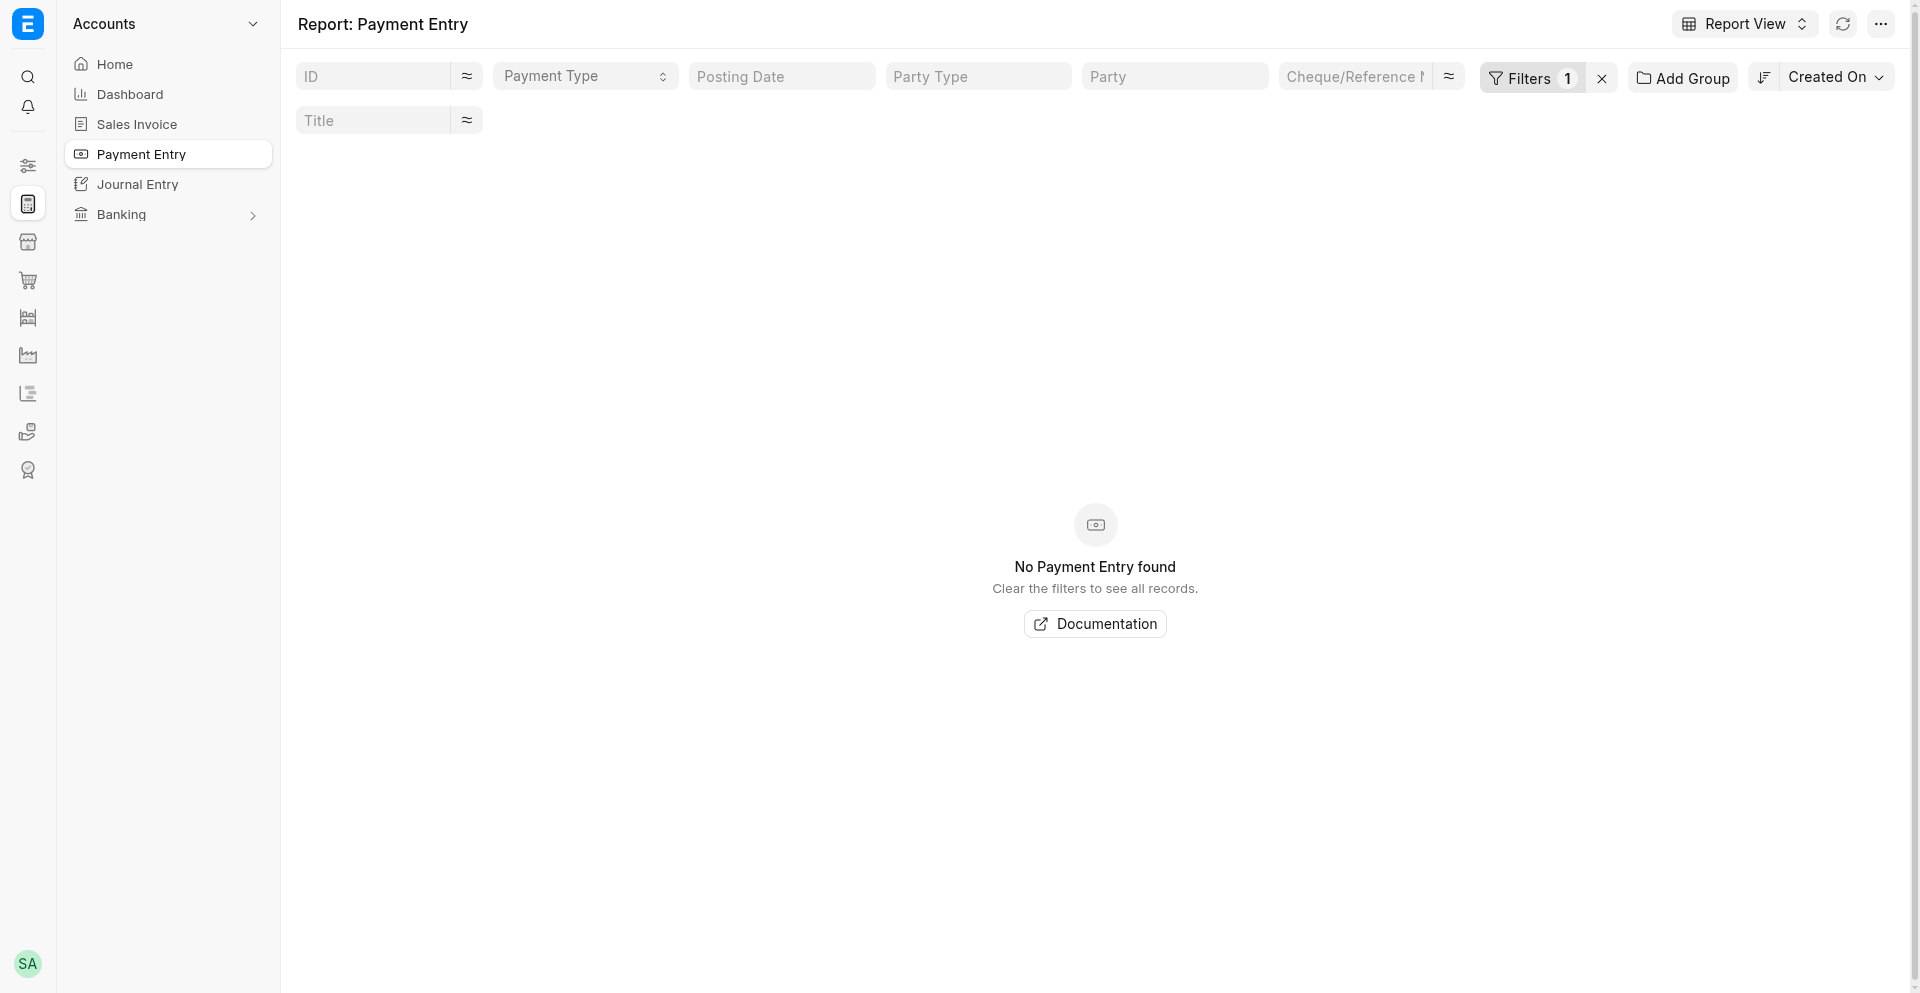 Accounts
Report: Payment Entry
Report View
Home
Dashboard
Sales Invoice
Payment Entry
Journal Entry
Banking
ID
≈
Payment Type
Posting Date
Party Type
Party
Cheque/Reference N
≈
Filters 1
Add Group
Created On
Title
≈
No Payment Entry found
Clear the filters to see all records.
Documentation
SA